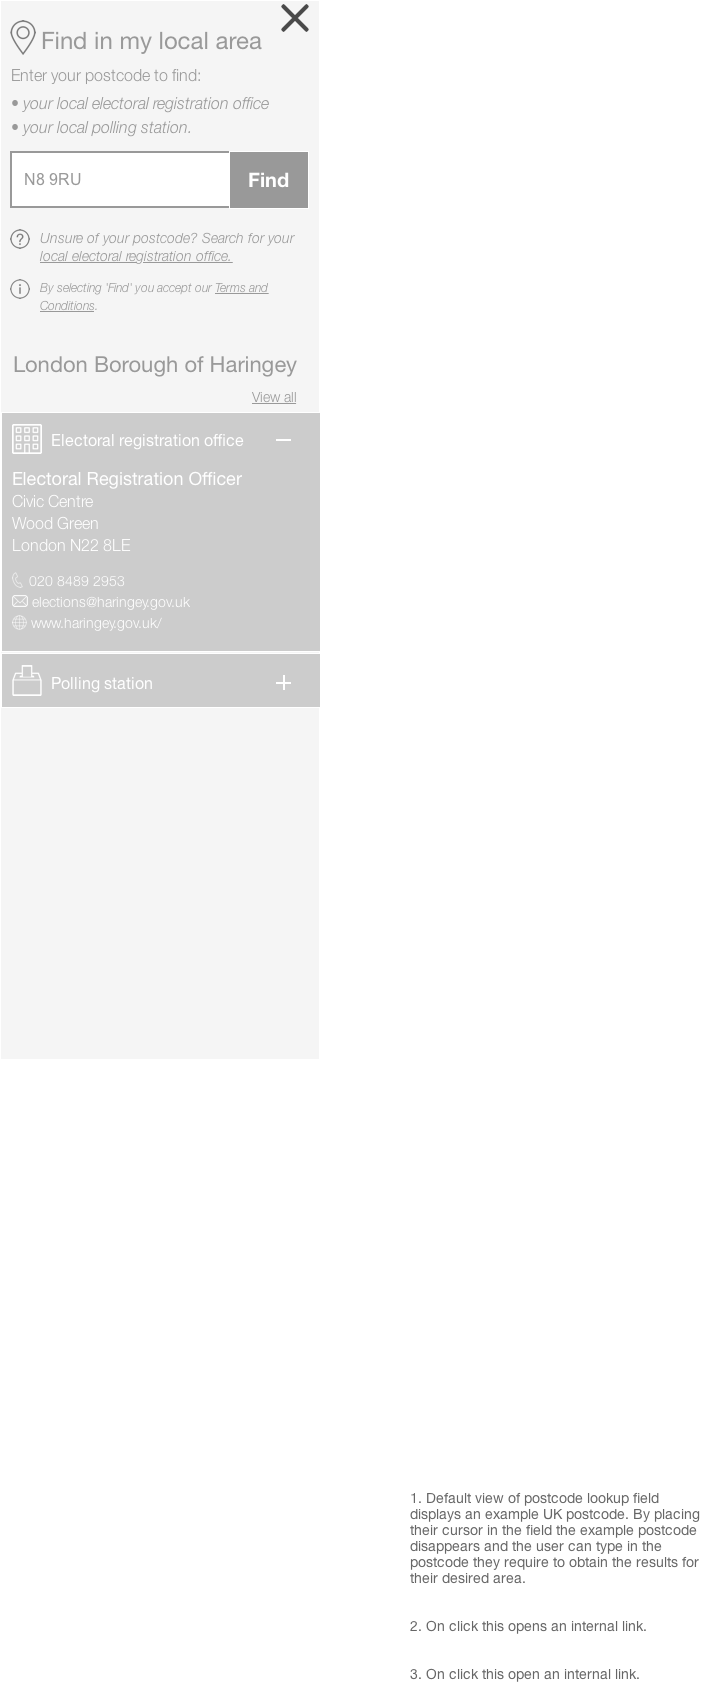 Find in my local area
Enter your postcode to find:
• your local electoral registration office
• your local polling station.
N8 9RU
Find
Unsure of your postcode? Search for your
local electoral registration office.
By selecting 'Find' you accept our Terms and
Conditions.
London Borough of Haringey
View all
Electoral registration office
Electoral Registration Officer
Civic Centre
Wood Green
London N22 8LE
020 8489 2953
elections@haringey.gov.uk
www.haringey.gov.uk/
Polling station
1. Default view of postcode lookup field
displays an example UK postcode. By placing
their cursor in the field the example postcode
disappears and the user can type in the
postcode they require to obtain the results for
their desired area.
2. On click this opens an internal link.
3. On click this open an internal link.